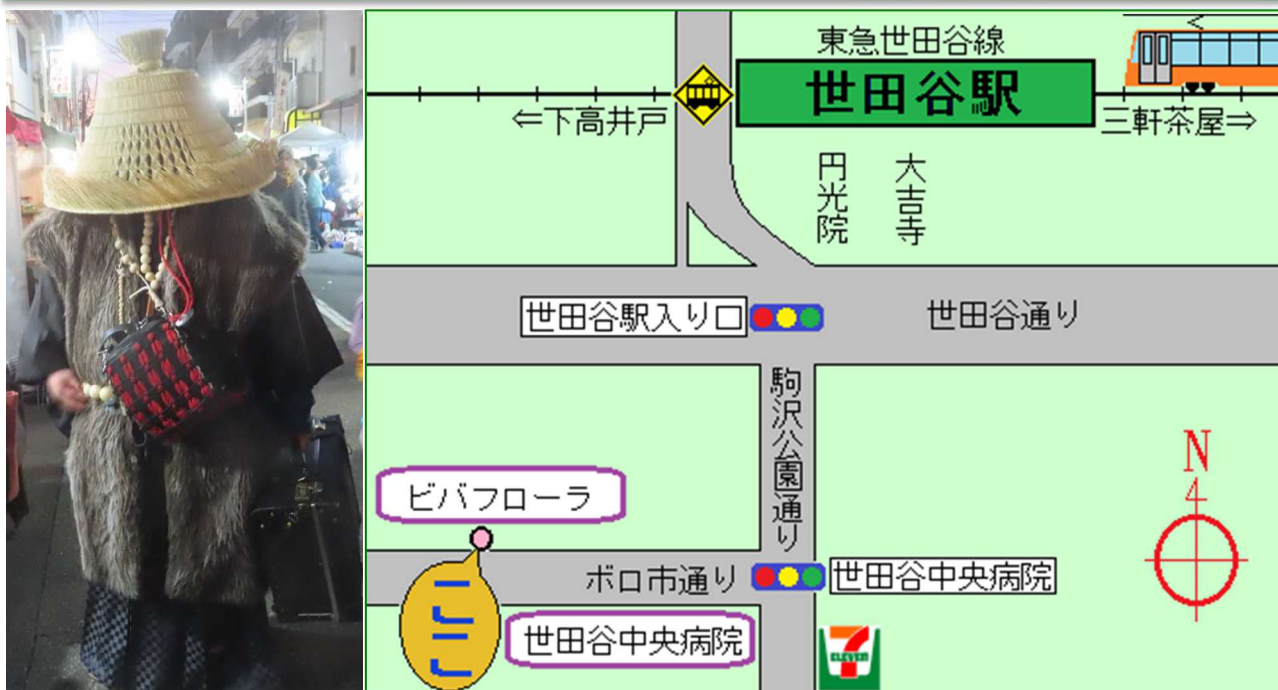 東急世田谷線
世田谷駅
⇐下高井戸
三軒茶屋⇒
円光院
大吉寺
世田谷駅入り口
世田谷通り
駒沢公園通り
N
ビバフローラ
ボロ市通り
世田谷中央病院
ここ
世田谷中央病院
7
ELEVEN